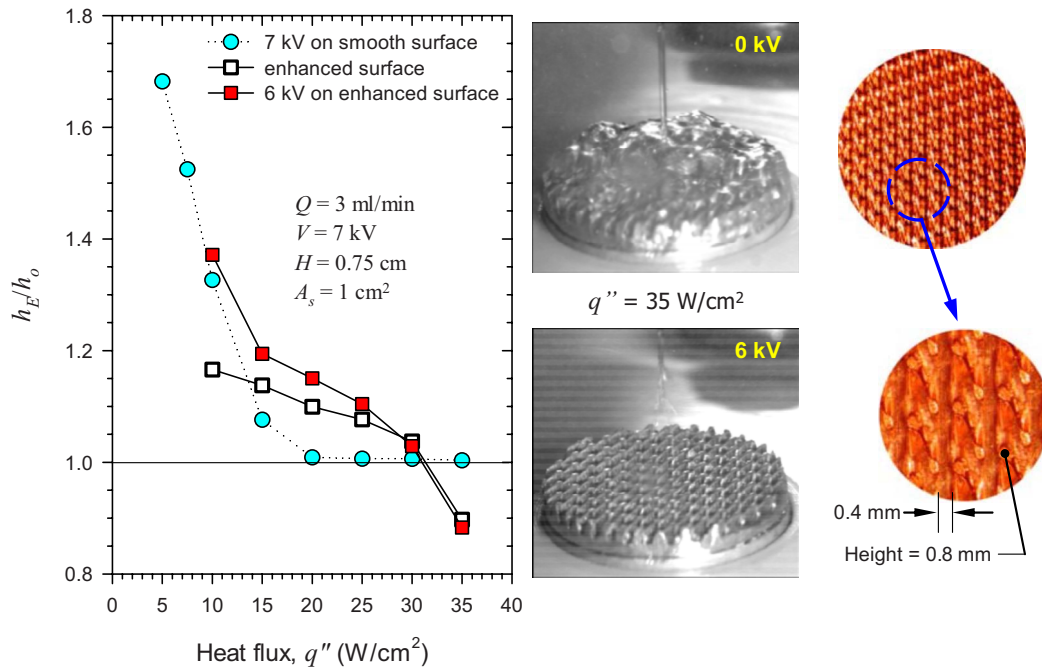 1.8
1.6
1.4
1.2
1.0
0.8
h_E/h_o
7 kV on smooth surface
enhanced surface
6 kV on enhanced surface
Q = 3 ml/min
V = 7 kV
H = 0.75 cm
A_s = 1 cm²
0 5 10 15 20 25 30 35 40
Heat flux, q″ (W/cm²)
0 kV
q″ = 35 W/cm²
6 kV
0.4 mm
Height = 0.8 mm